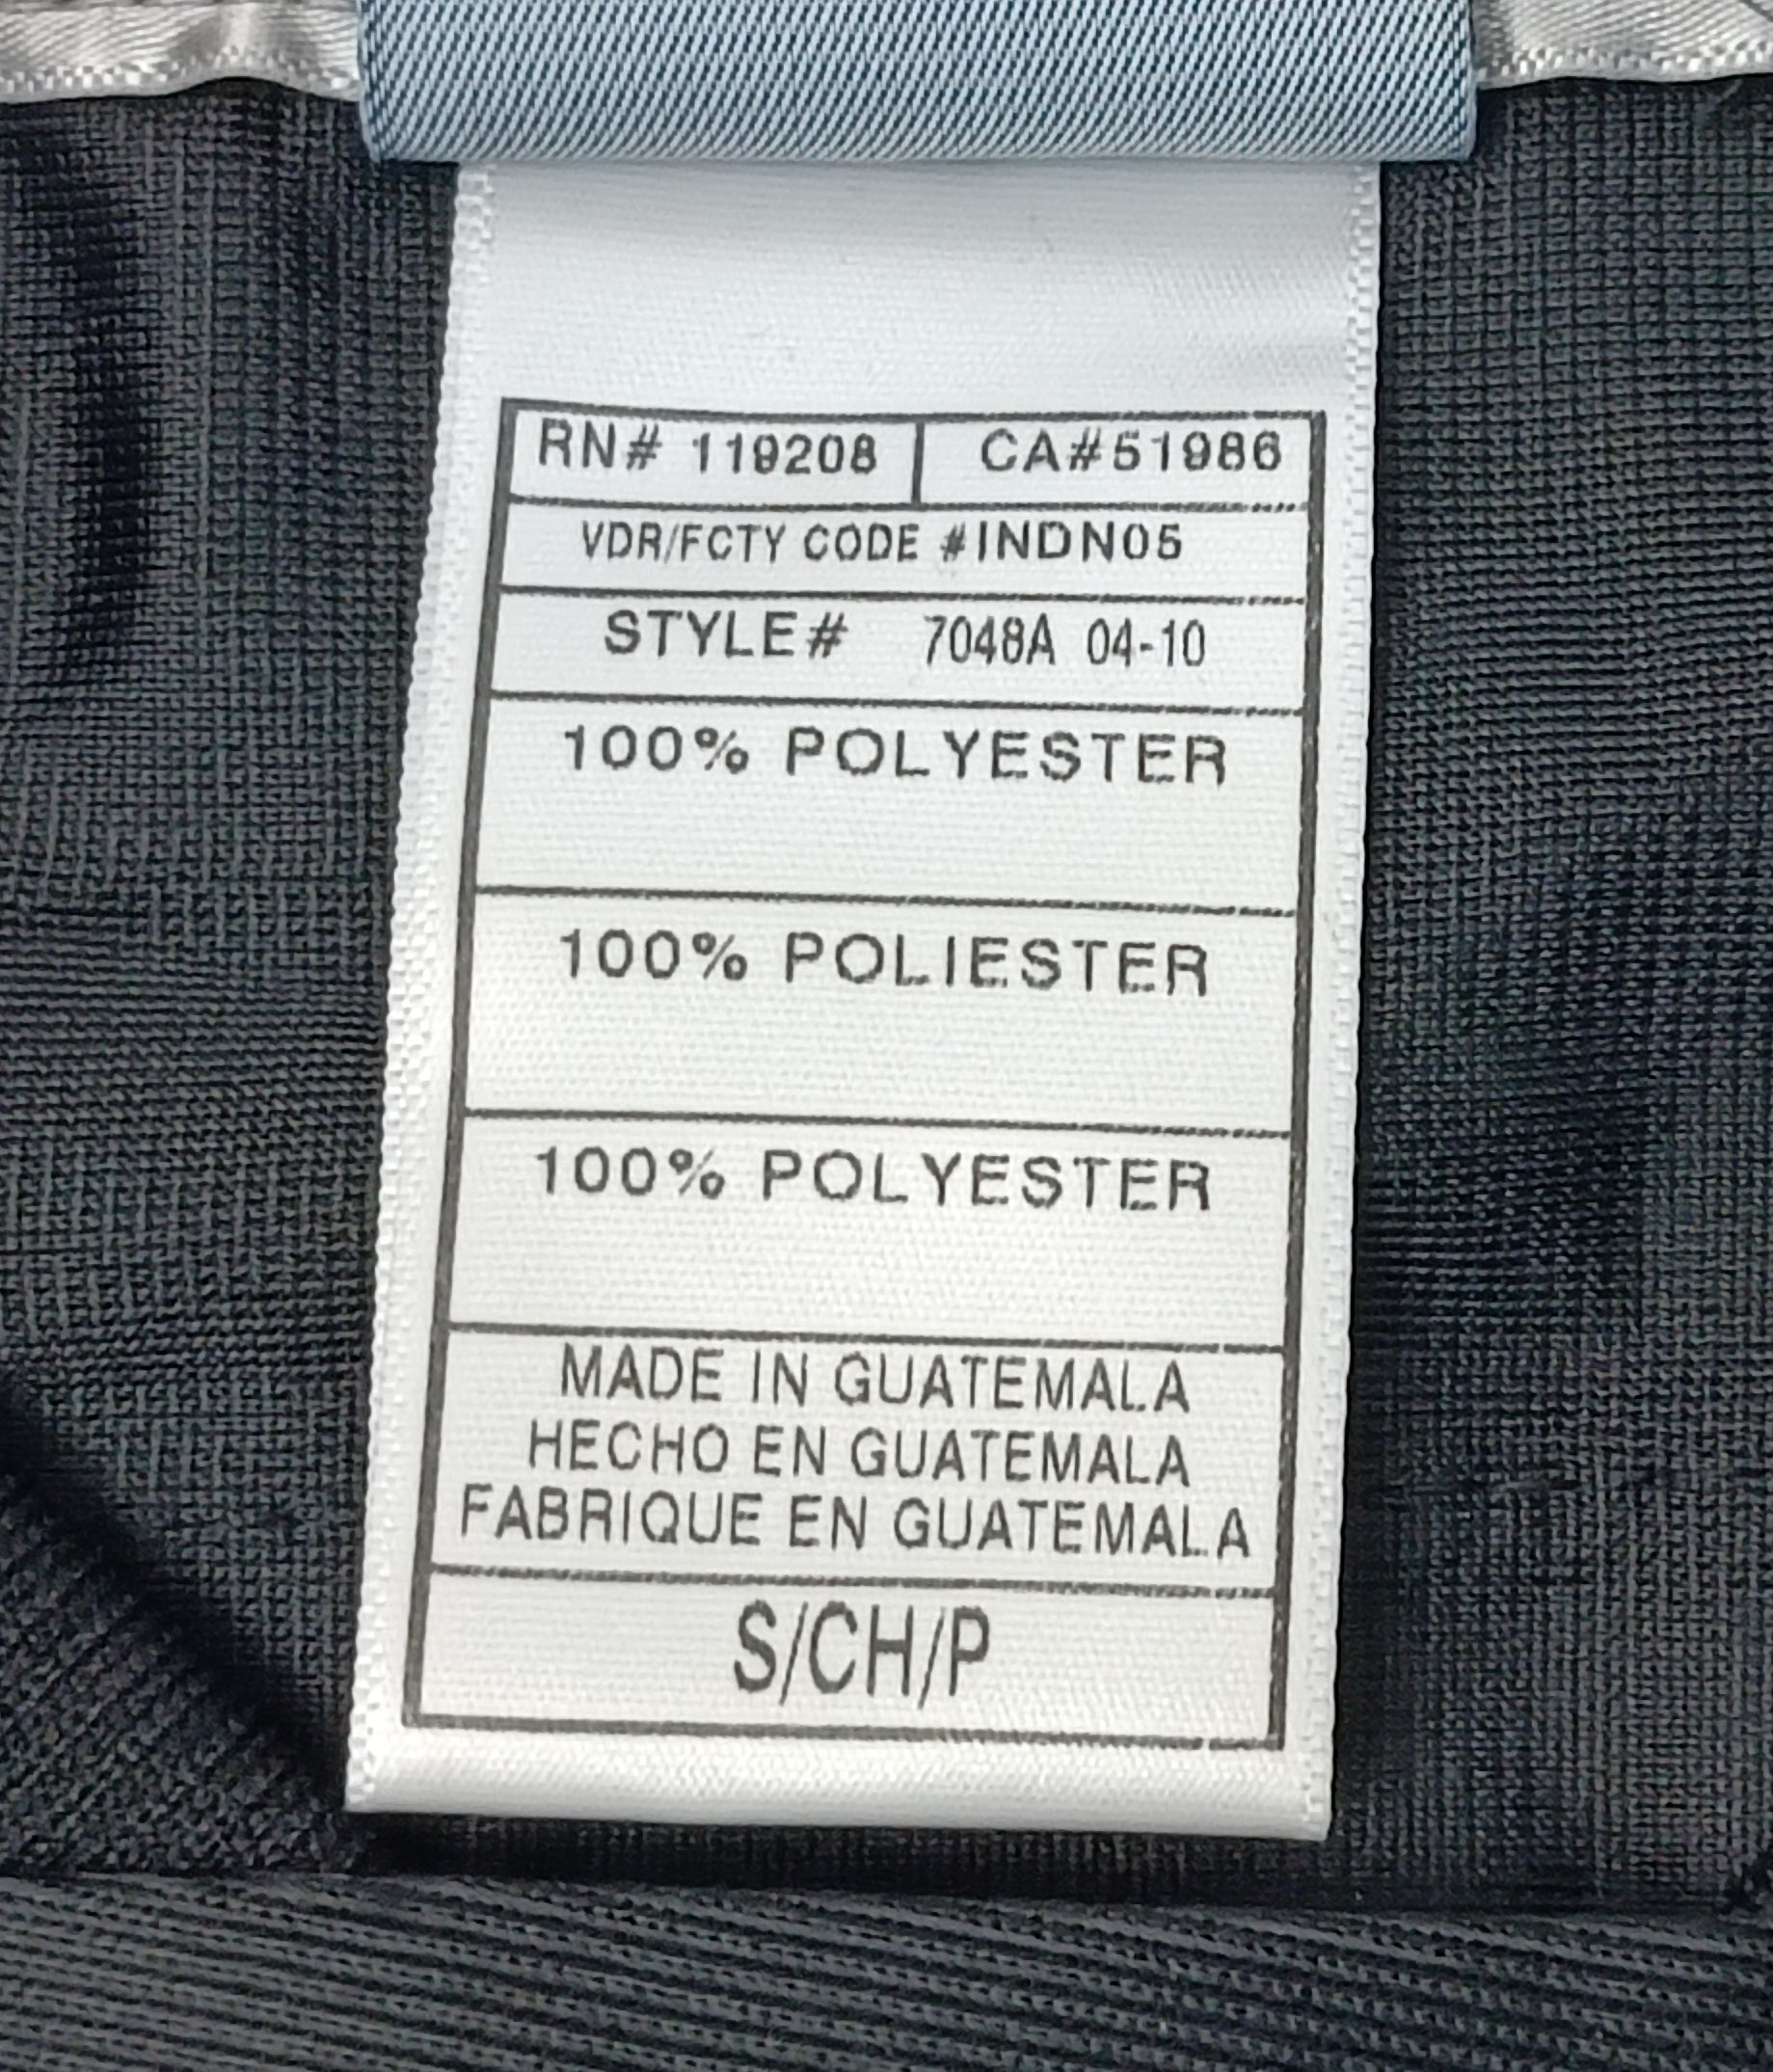 RN# 119208 CA#51986
VDR/FCTY CODE #INDN05
STYLE# 7048A 04-10
100% POLYESTER
100% POLIESTER
100% POLYESTER
MADE IN GUATEMALA
HECHO EN GUATEMALA
FABRIQUE EN GUATEMALA
S/CH/P